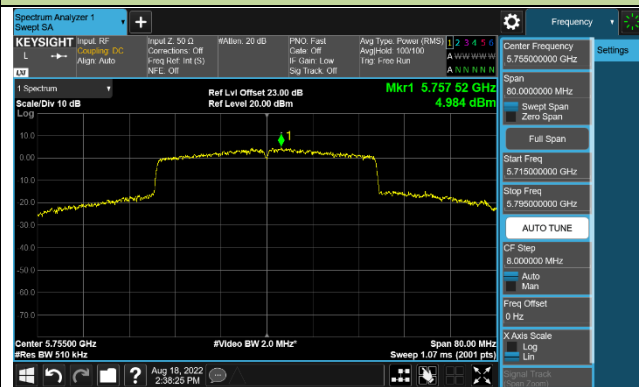 Spectrum Analyzer 1
Swept SA
Frequency
KEYSIGHT
L
LXI
Input: RF
Coupling: DC
Align: Auto
Input Z: 50 Ω
Corrections: Off
Freq Ref: Int (S)
NFE: Off
#Atten: 20 dB
PNO: Fast
Gate: Off
IF Gain: Low
Sig Track: Off
Avg Type: Power (RMS)
Avg|Hold: 100/100
Trig: Free Run
1 2 3 4 5 6
A W W W W W
A N N N N N
1 Spectrum
Scale/Div 10 dB
Log
Ref Lvl Offset 23.00 dB
Ref Level 20.00 dBm
Mkr1 5.757 52 GHz
4.984 dBm
1
10.0
0.00
-10.0
-20.0
-30.0
-40.0
-50.0
-60.0
-70.0
Center 5.75500 GHz
#Res BW 510 kHz
#Video BW 2.0 MHz*
Span 80.00 MHz
Sweep 1.07 ms (2001 pts)
Aug 18, 2022
2:38:25 PM
Center Frequency
5.755000000 GHz
Span
80.0000000 MHz
Swept Span
Zero Span
Full Span
Start Freq
5.715000000 GHz
Stop Freq
5.795000000 GHz
AUTO TUNE
CF Step
8.000000 MHz
Auto
Man
Freq Offset
0 Hz
X Axis Scale
Log
Lin
Signal Track
(Span Zoom)
Settings